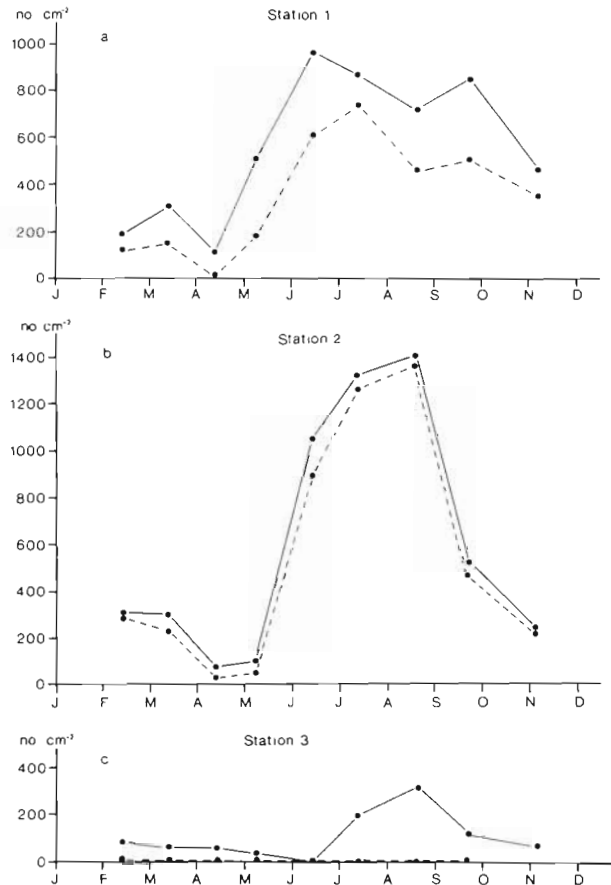 no cm⁻² Station 1
a
1000
800
600
400
200
0
J F M A M J J A S O N D
no cm⁻²
Station 2
b
1400
1200
1000
800
600
400
200
0
J F M A M J J A S O N D
no cm⁻² Station 3
c
400
200
0
J F M A M J J A S O N D